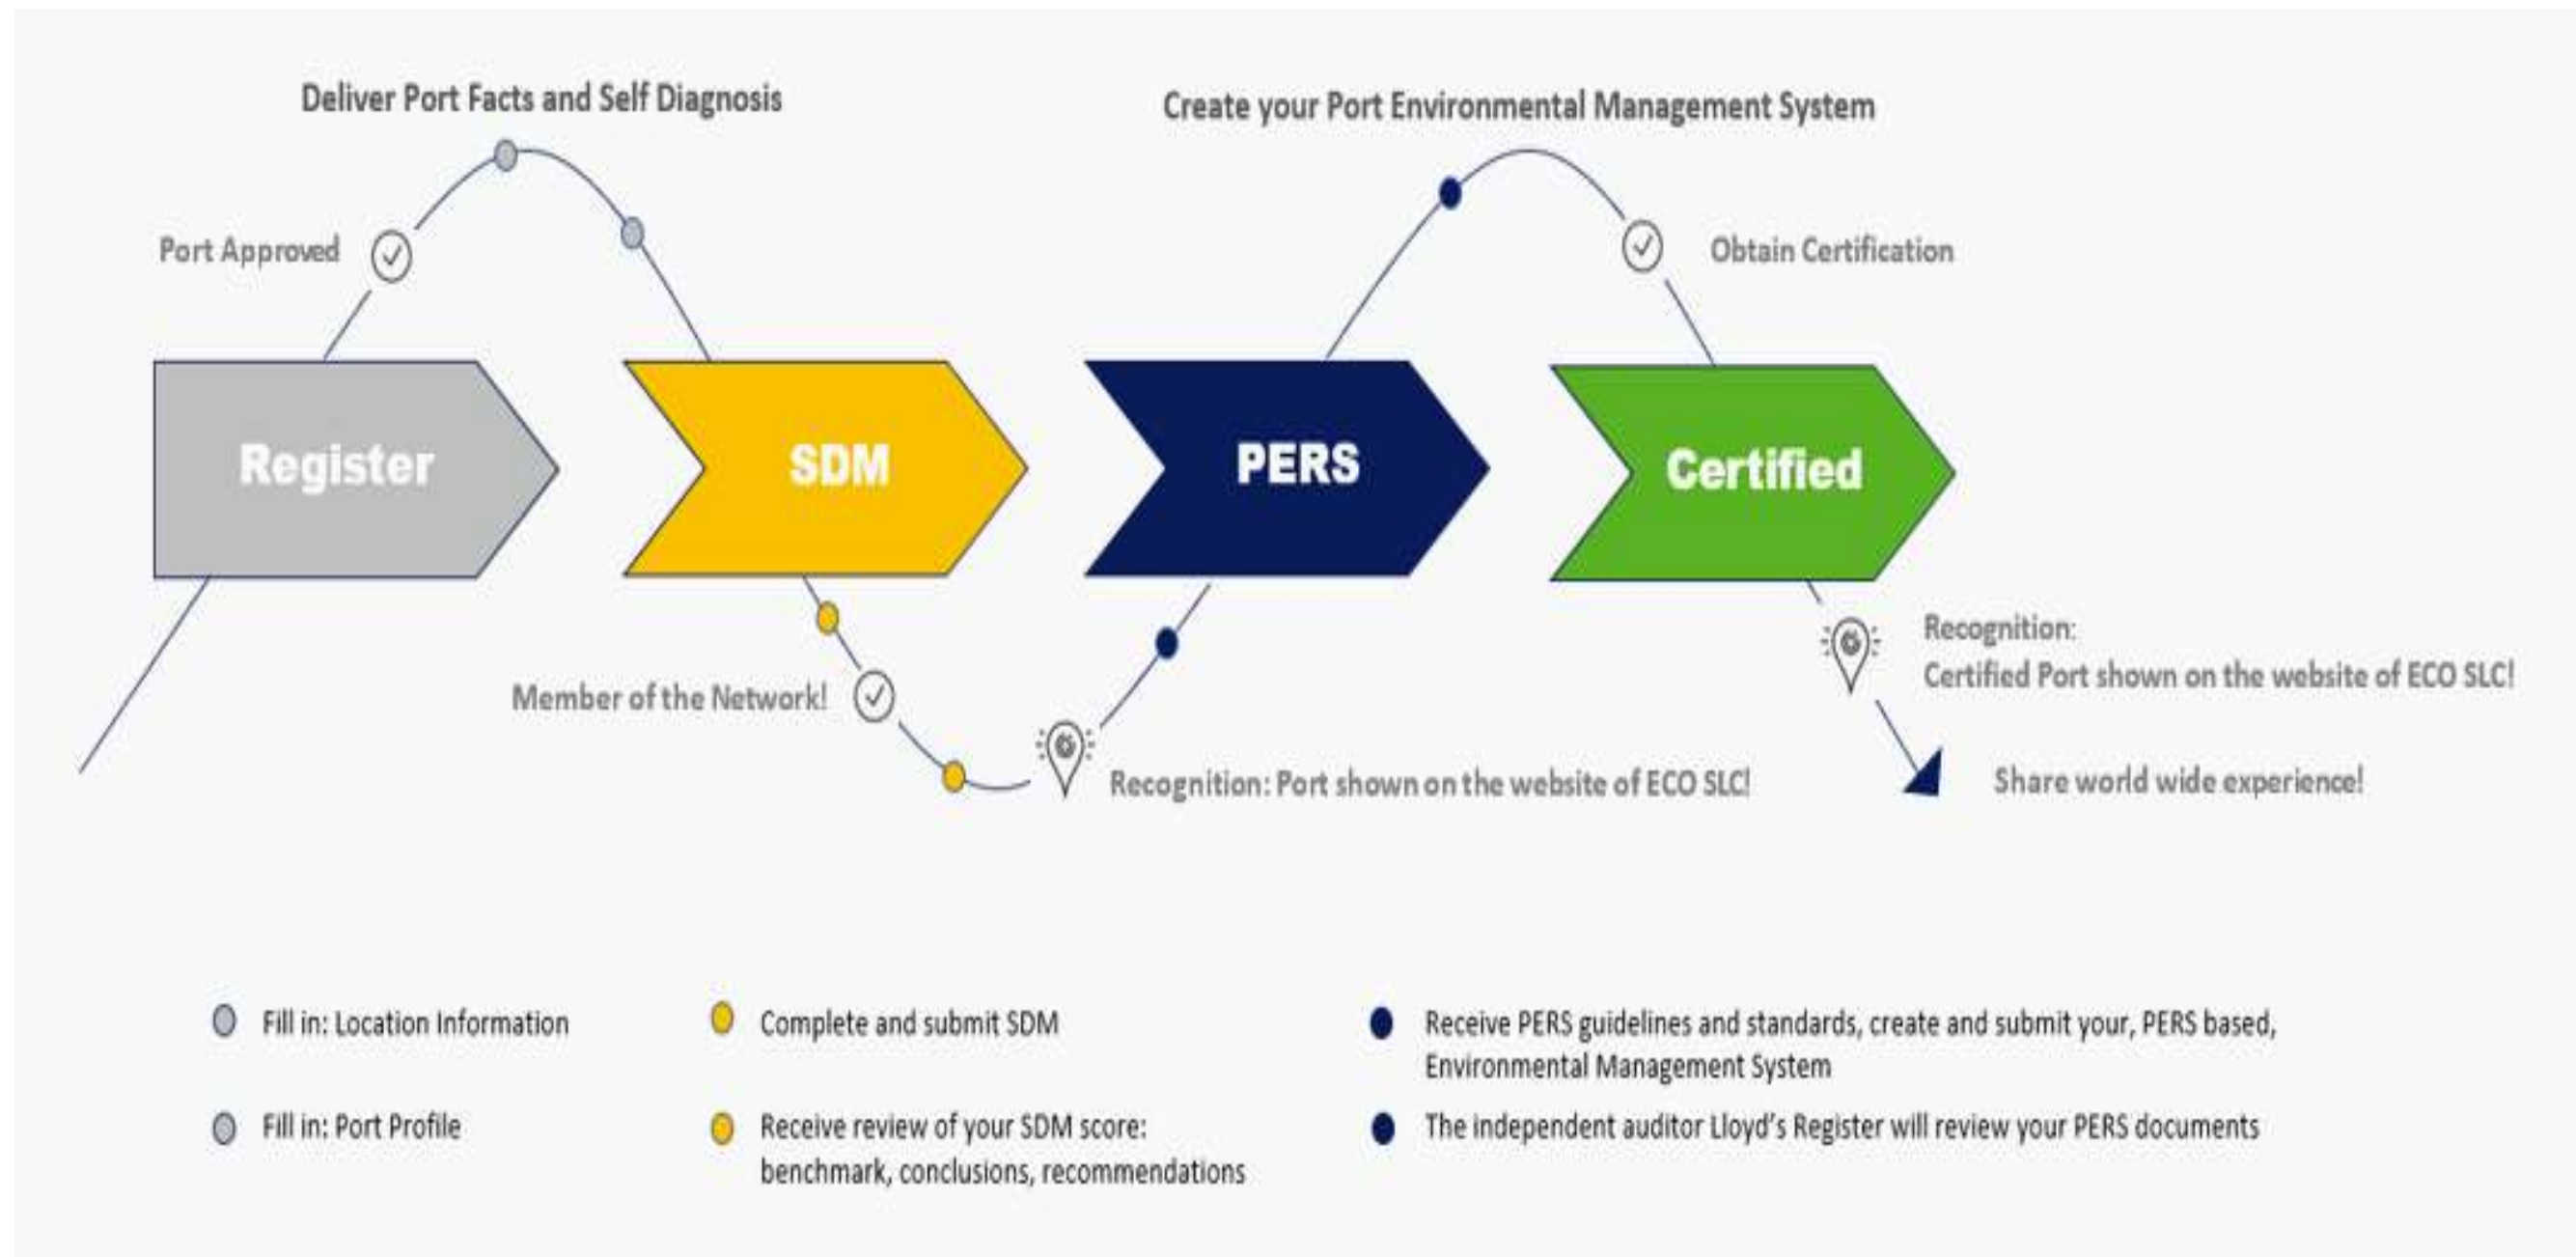 Deliver Port Facts and Self Diagnosis
Create your Port Environmental Management System
Port Approved
Obtain Certification
Register
SDM
PERS
Certified
Member of the Network!
Recognition: Port shown on the website of ECO SLC!
Recognition:
Certified Port shown on the website of ECO SLC!
Share world wide experience!
Fill in: Location Information
Fill in: Port Profile
Complete and submit SDM
Receive review of your SDM score:
benchmark, conclusions, recommendations
Receive PERS guidelines and standards, create and submit your, PERS based,
Environmental Management System
The independent auditor Lloyd's Register will review your PERS documents